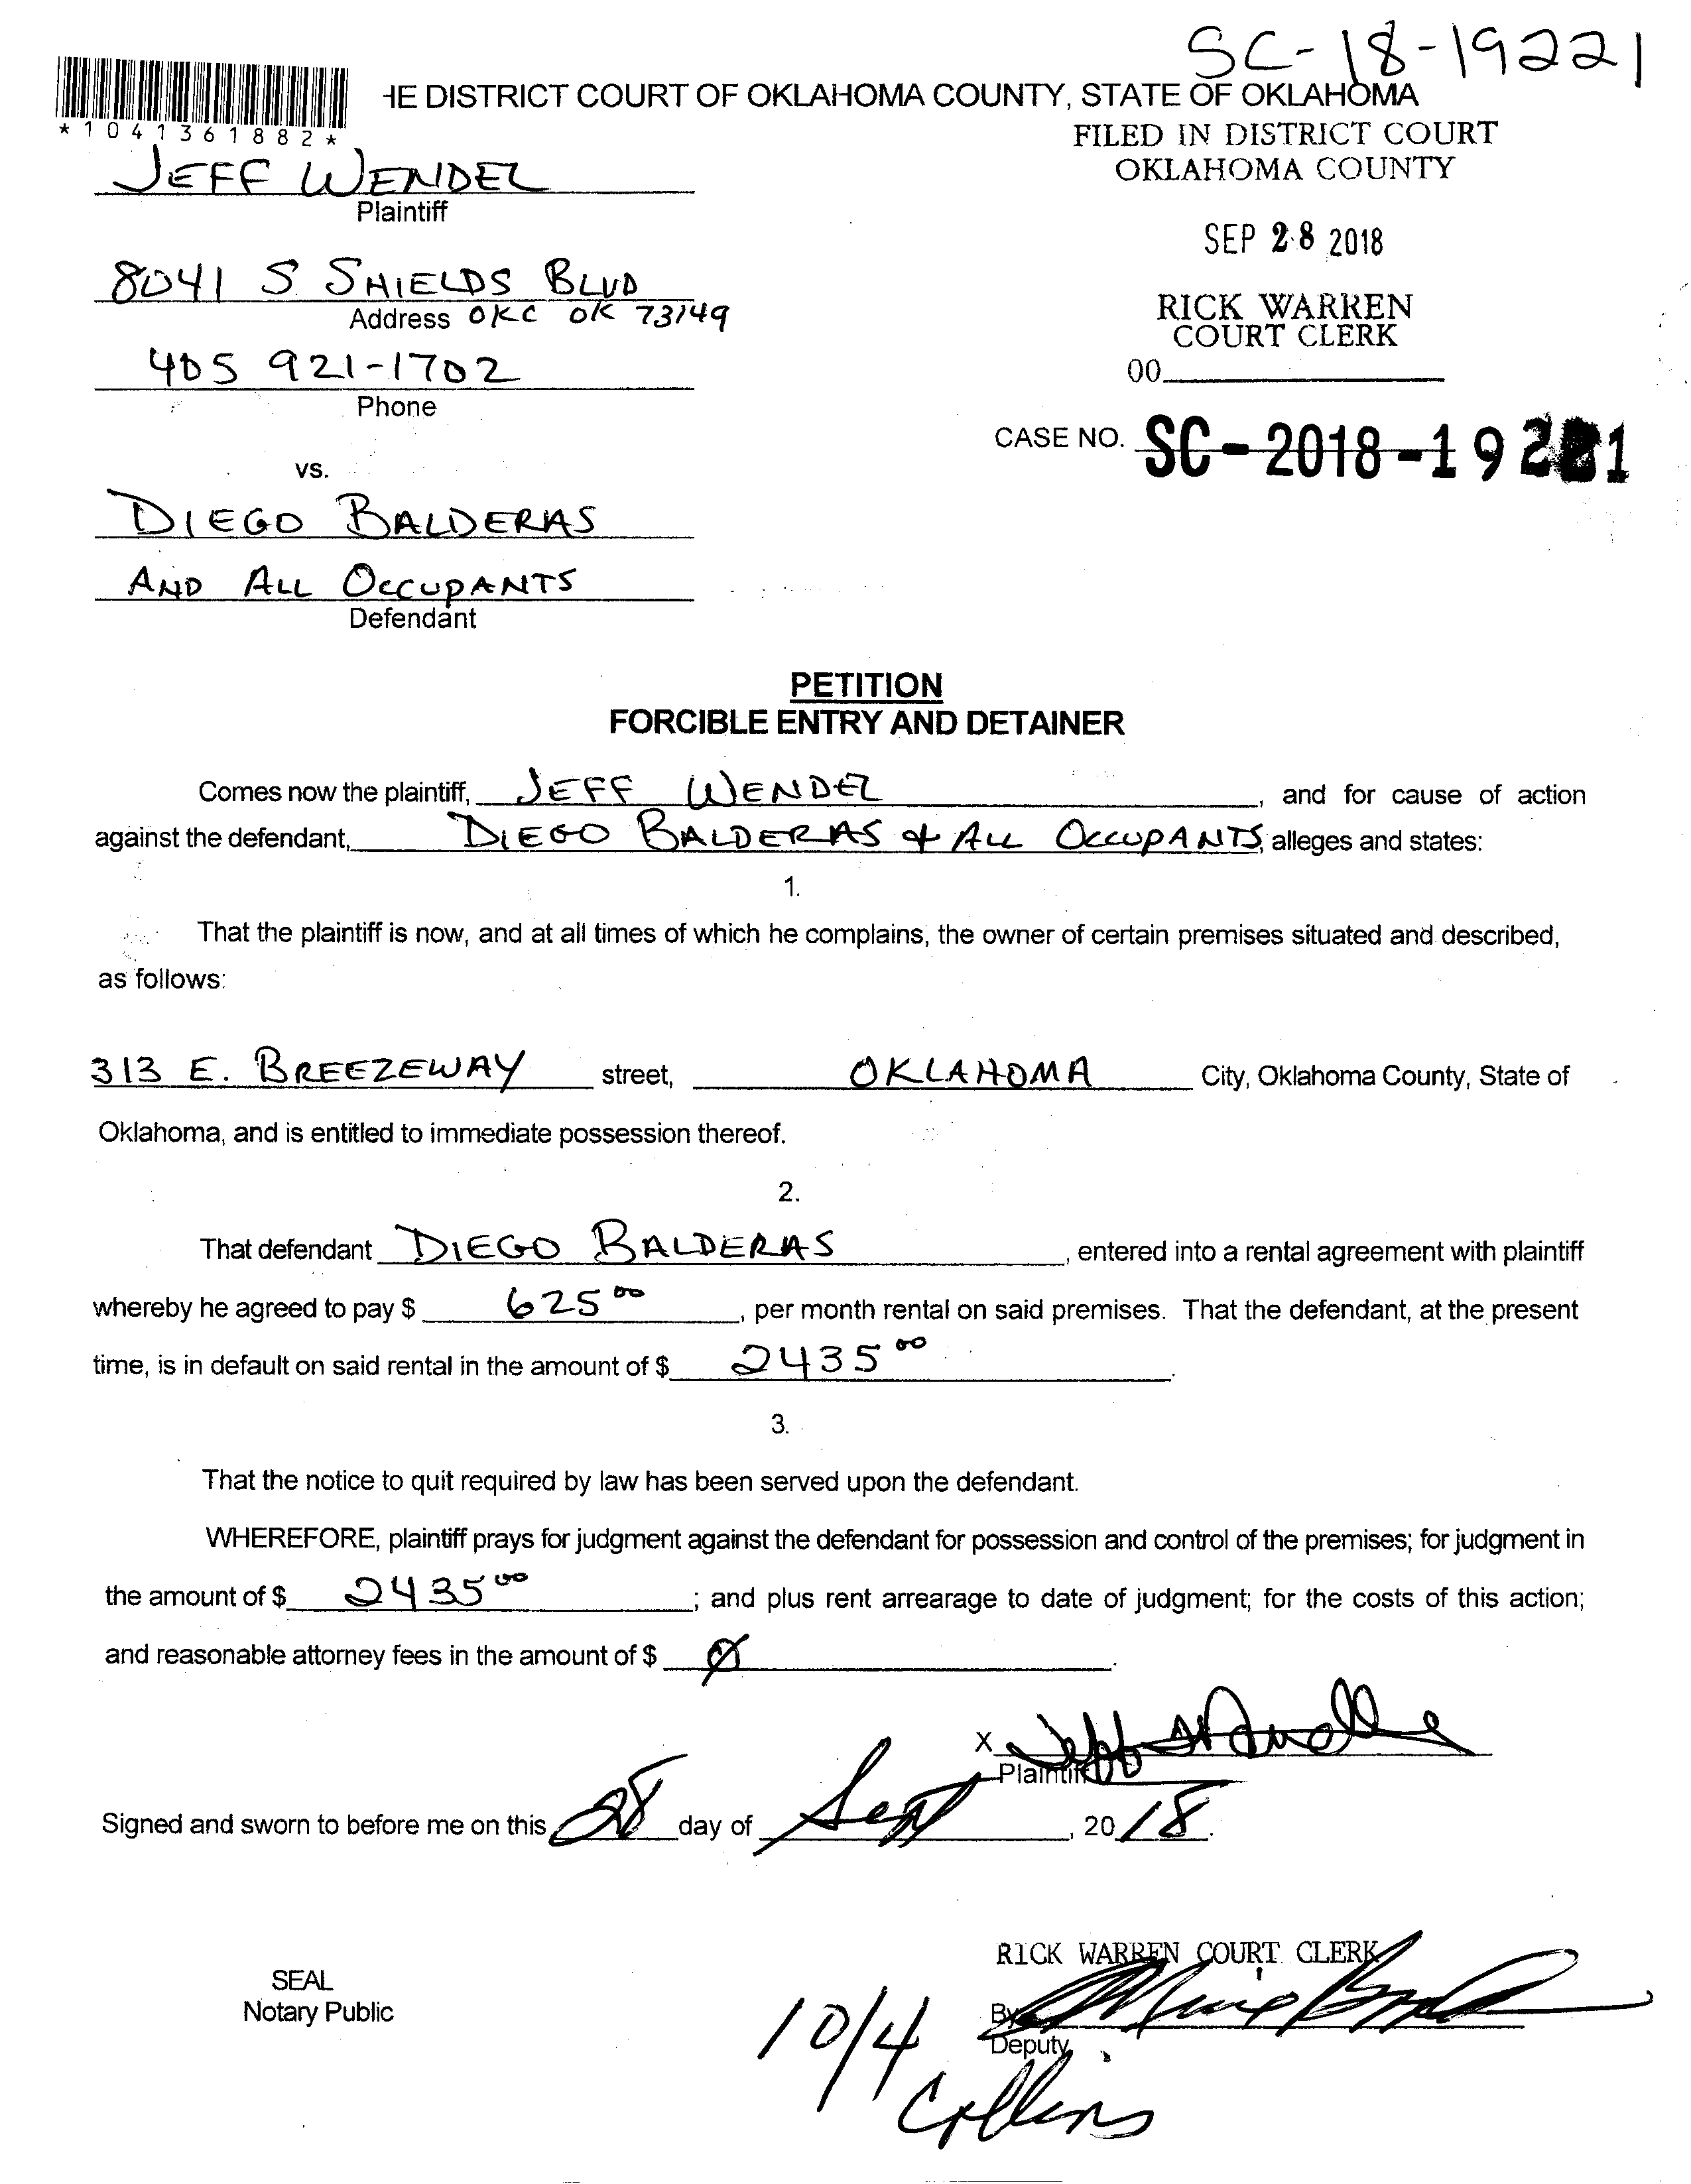 SC-18-19221
HE DISTRICT COURT OF OKLAHOMA COUNTY, STATE OF OKLAHOMA
*1041361882*
FILED IN DISTRICT COURT
OKLAHOMA COUNTY
JEFF WENDEL
Plaintiff
SEP 28 2018
8041 S. SHIELDS BLVD
Address OKC OK 73149
RICK WARREN
COURT CLERK
405 921-1702
00
Phone
CASE NO. SC-2018-19221
vs.
DIEGO BALDERAS
AND ALL OCCUPANTS
Defendant
PETITION
FORCIBLE ENTRY AND DETAINER
Comes now the plaintiff, JEFF WENDEL, and for cause of action
against the defendant, DIEGO BALDERAS & ALL OCCUPANTS, alleges and states:
1.
That the plaintiff is now, and at all times of which he complains, the owner of certain premises situated and described,
as follows:
313 E. BREEZEWAY street, OKLAHOMA City, Oklahoma County, State of
Oklahoma, and is entitled to immediate possession thereof.
2.
That defendant DIEGO BALDERAS, entered into a rental agreement with plaintiff
whereby he agreed to pay $ 625 00, per month rental on said premises. That the defendant, at the present
time, is in default on said rental in the amount of $ 2435 00.
3.
That the notice to quit required by law has been served upon the defendant.
WHEREFORE, plaintiff prays for judgment against the defendant for possession and control of the premises; for judgment in
the amount of $ 2435 00; and plus rent arrearage to date of judgment; for the costs of this action;
and reasonable attorney fees in the amount of $ Ø.
X
Plaintiff
Signed and sworn to before me on this 28 day of Sept, 2018.
RICK WARREN COURT CLERK
SEAL
Notary Public
By
Deputy
10/4
Collins